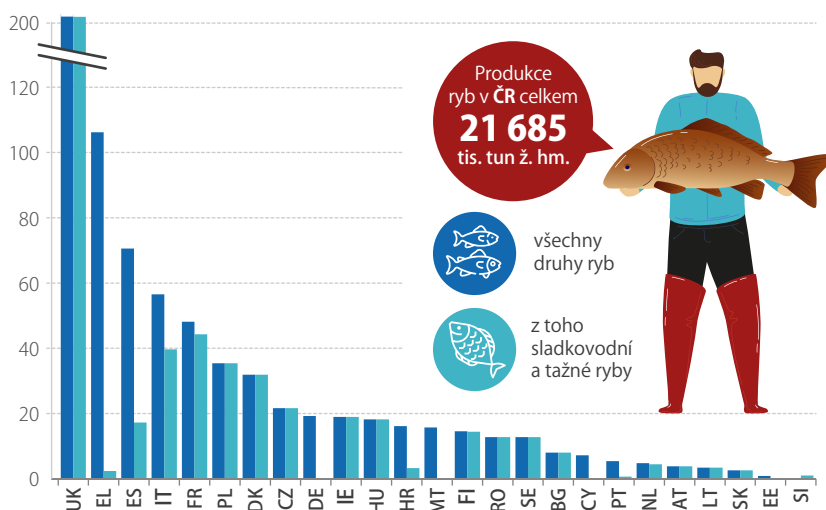 200
120
100
80
60
40
20
0
UK EL ES IT FR PL DK CZ DE IE HU HR MT FI RO SE BG CY PT NL AT LT SK EE SI
Produkce
ryb v ČR celkem
21 685
tis. tun ž. hm.
všechny
druhy ryb
z toho
sladkovodní
a tažné ryby